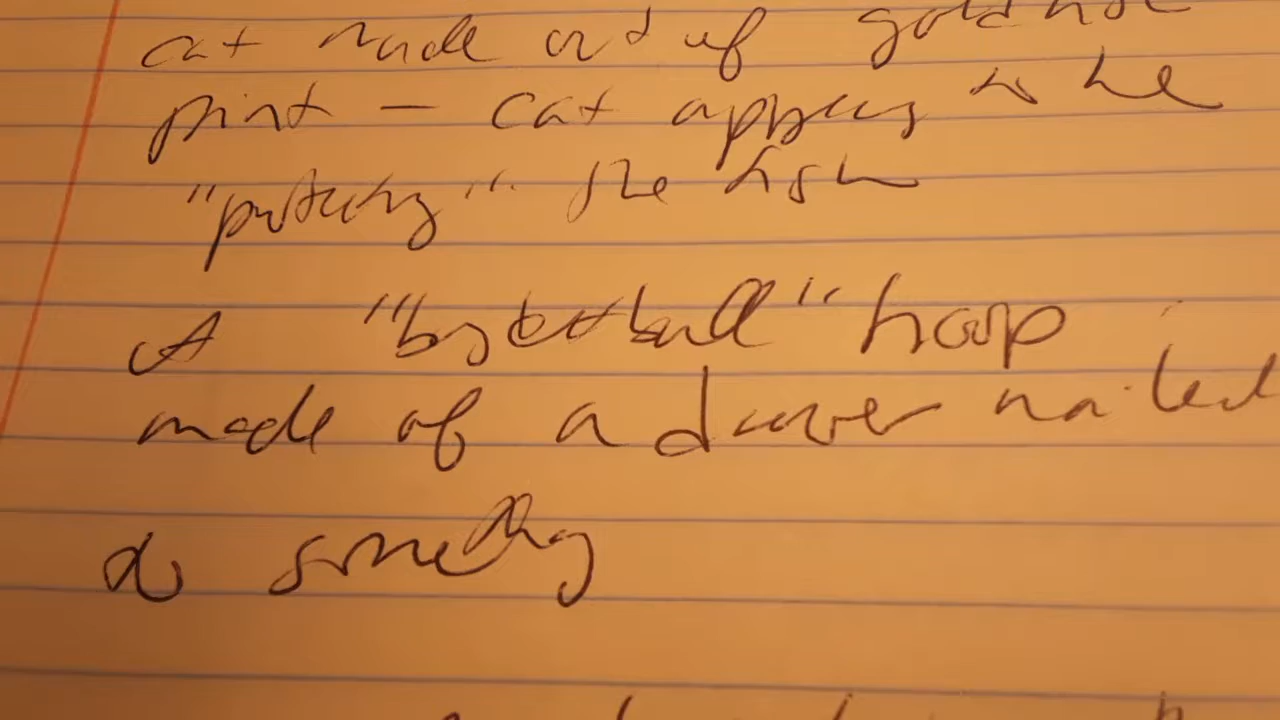 cat made out of goldfish
print — cat appears to be
" the fish
A "basketball" hoop
made of a drawer nailed
to something